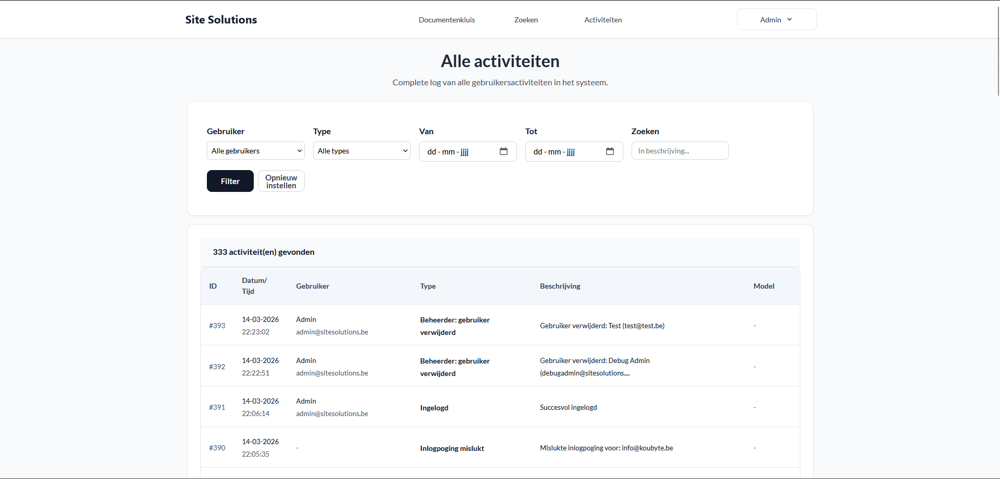 Site Solutions
Documentenkluis
Zoeken
Activiteiten
Admin
Alle activiteiten
Complete log van alle gebruikersactiviteiten in het systeem.
Gebruiker
Type
Van
Tot
Zoeken
Alle gebruikers
Alle types
dd - mm - jjjj
dd - mm - jjjj
In beschrijving...
Filter
Opnieuw
instellen
333 activiteit(en) gevonden
ID
Datum/
Tijd
Gebruiker
Type
Beschrijving
Model
#393
14-03-2026
22:23:02
Admin
admin@sitesolutions.be
Beheerder: gebruiker
verwijderd
Gebruiker verwijderd: Test (test@test.be)
-
#392
14-03-2026
22:22:51
Admin
admin@sitesolutions.be
Beheerder: gebruiker
verwijderd
Gebruiker verwijderd: Debug Admin
(debugadmin@sitesolutions....
-
#391
14-03-2026
22:06:14
Admin
admin@sitesolutions.be
Ingelogd
Succesvol ingelogd
-
#390
14-03-2026
22:05:35
-
Inlogpoging mislukt
Mislukte inlogpoging voor: info@koubyte.be
-